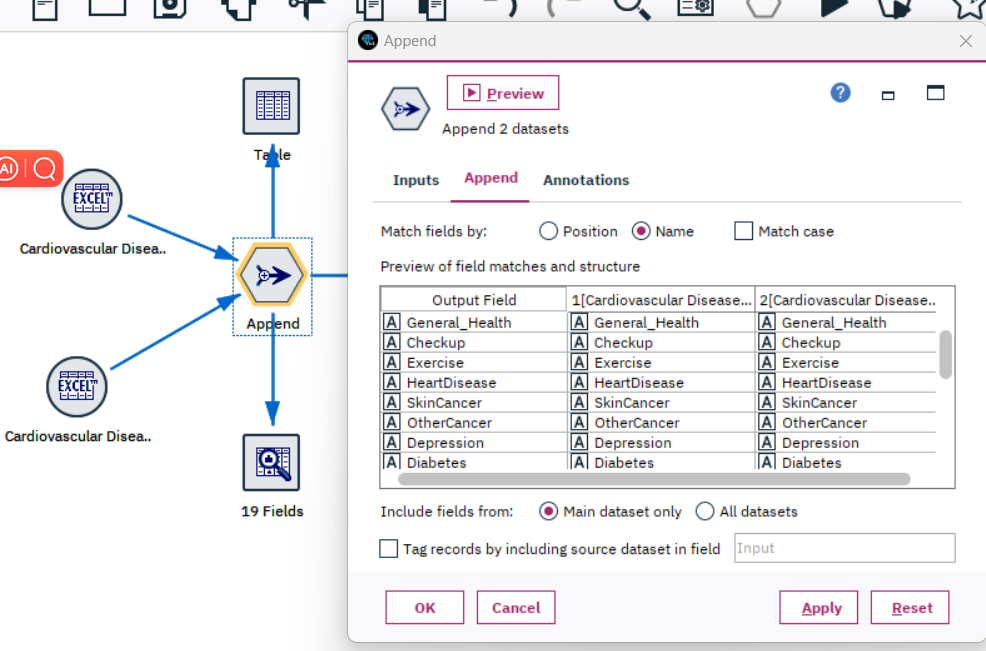 Append
Preview
Append 2 datasets
Inputs
Append
Annotations
Match fields by:
Position
Name
Match case
Preview of field matches and structure
Output Field
1[Cardiovascular Disease...
2[Cardiovascular Disease..
A General_Health
A General_Health
A General_Health
A Checkup
A Checkup
A Checkup
A Exercise
A Exercise
A Exercise
A HeartDisease
A HeartDisease
A HeartDisease
A SkinCancer
A SkinCancer
A SkinCancer
A OtherCancer
A OtherCancer
A OtherCancer
A Depression
A Depression
A Depression
A Diabetes
A Diabetes
A Diabetes
Include fields from:
Main dataset only
All datasets
Tag records by including source dataset in field
Input
OK
Cancel
Apply
Reset
Table
AI
EXCEL™
Cardiovascular Disea..
Append
EXCEL™
Cardiovascular Disea..
19 Fields